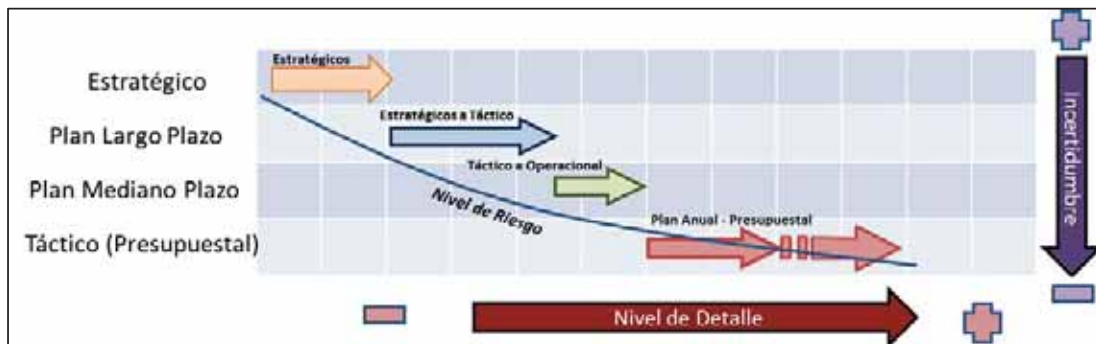 Estratégicos
Estratégico
Estratégicos a Táctico
Plan Largo Plazo
Táctico a Operacional
Plan Mediano Plazo
Nivel de Riesgo
Plan Anual - Presupuestal
Táctico (Presupuestal)
Incertidumbre
Nivel de Detalle